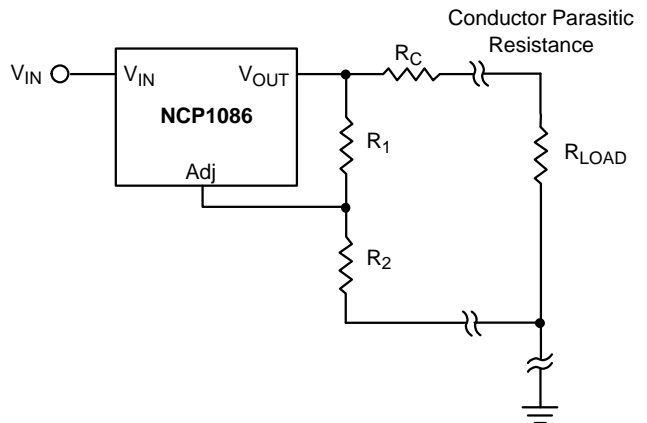 Conductor Parasitic
Resistance
R_C
V_IN
V_IN
V_OUT
NCP1086
R_1
R_LOAD
Adj
R_2